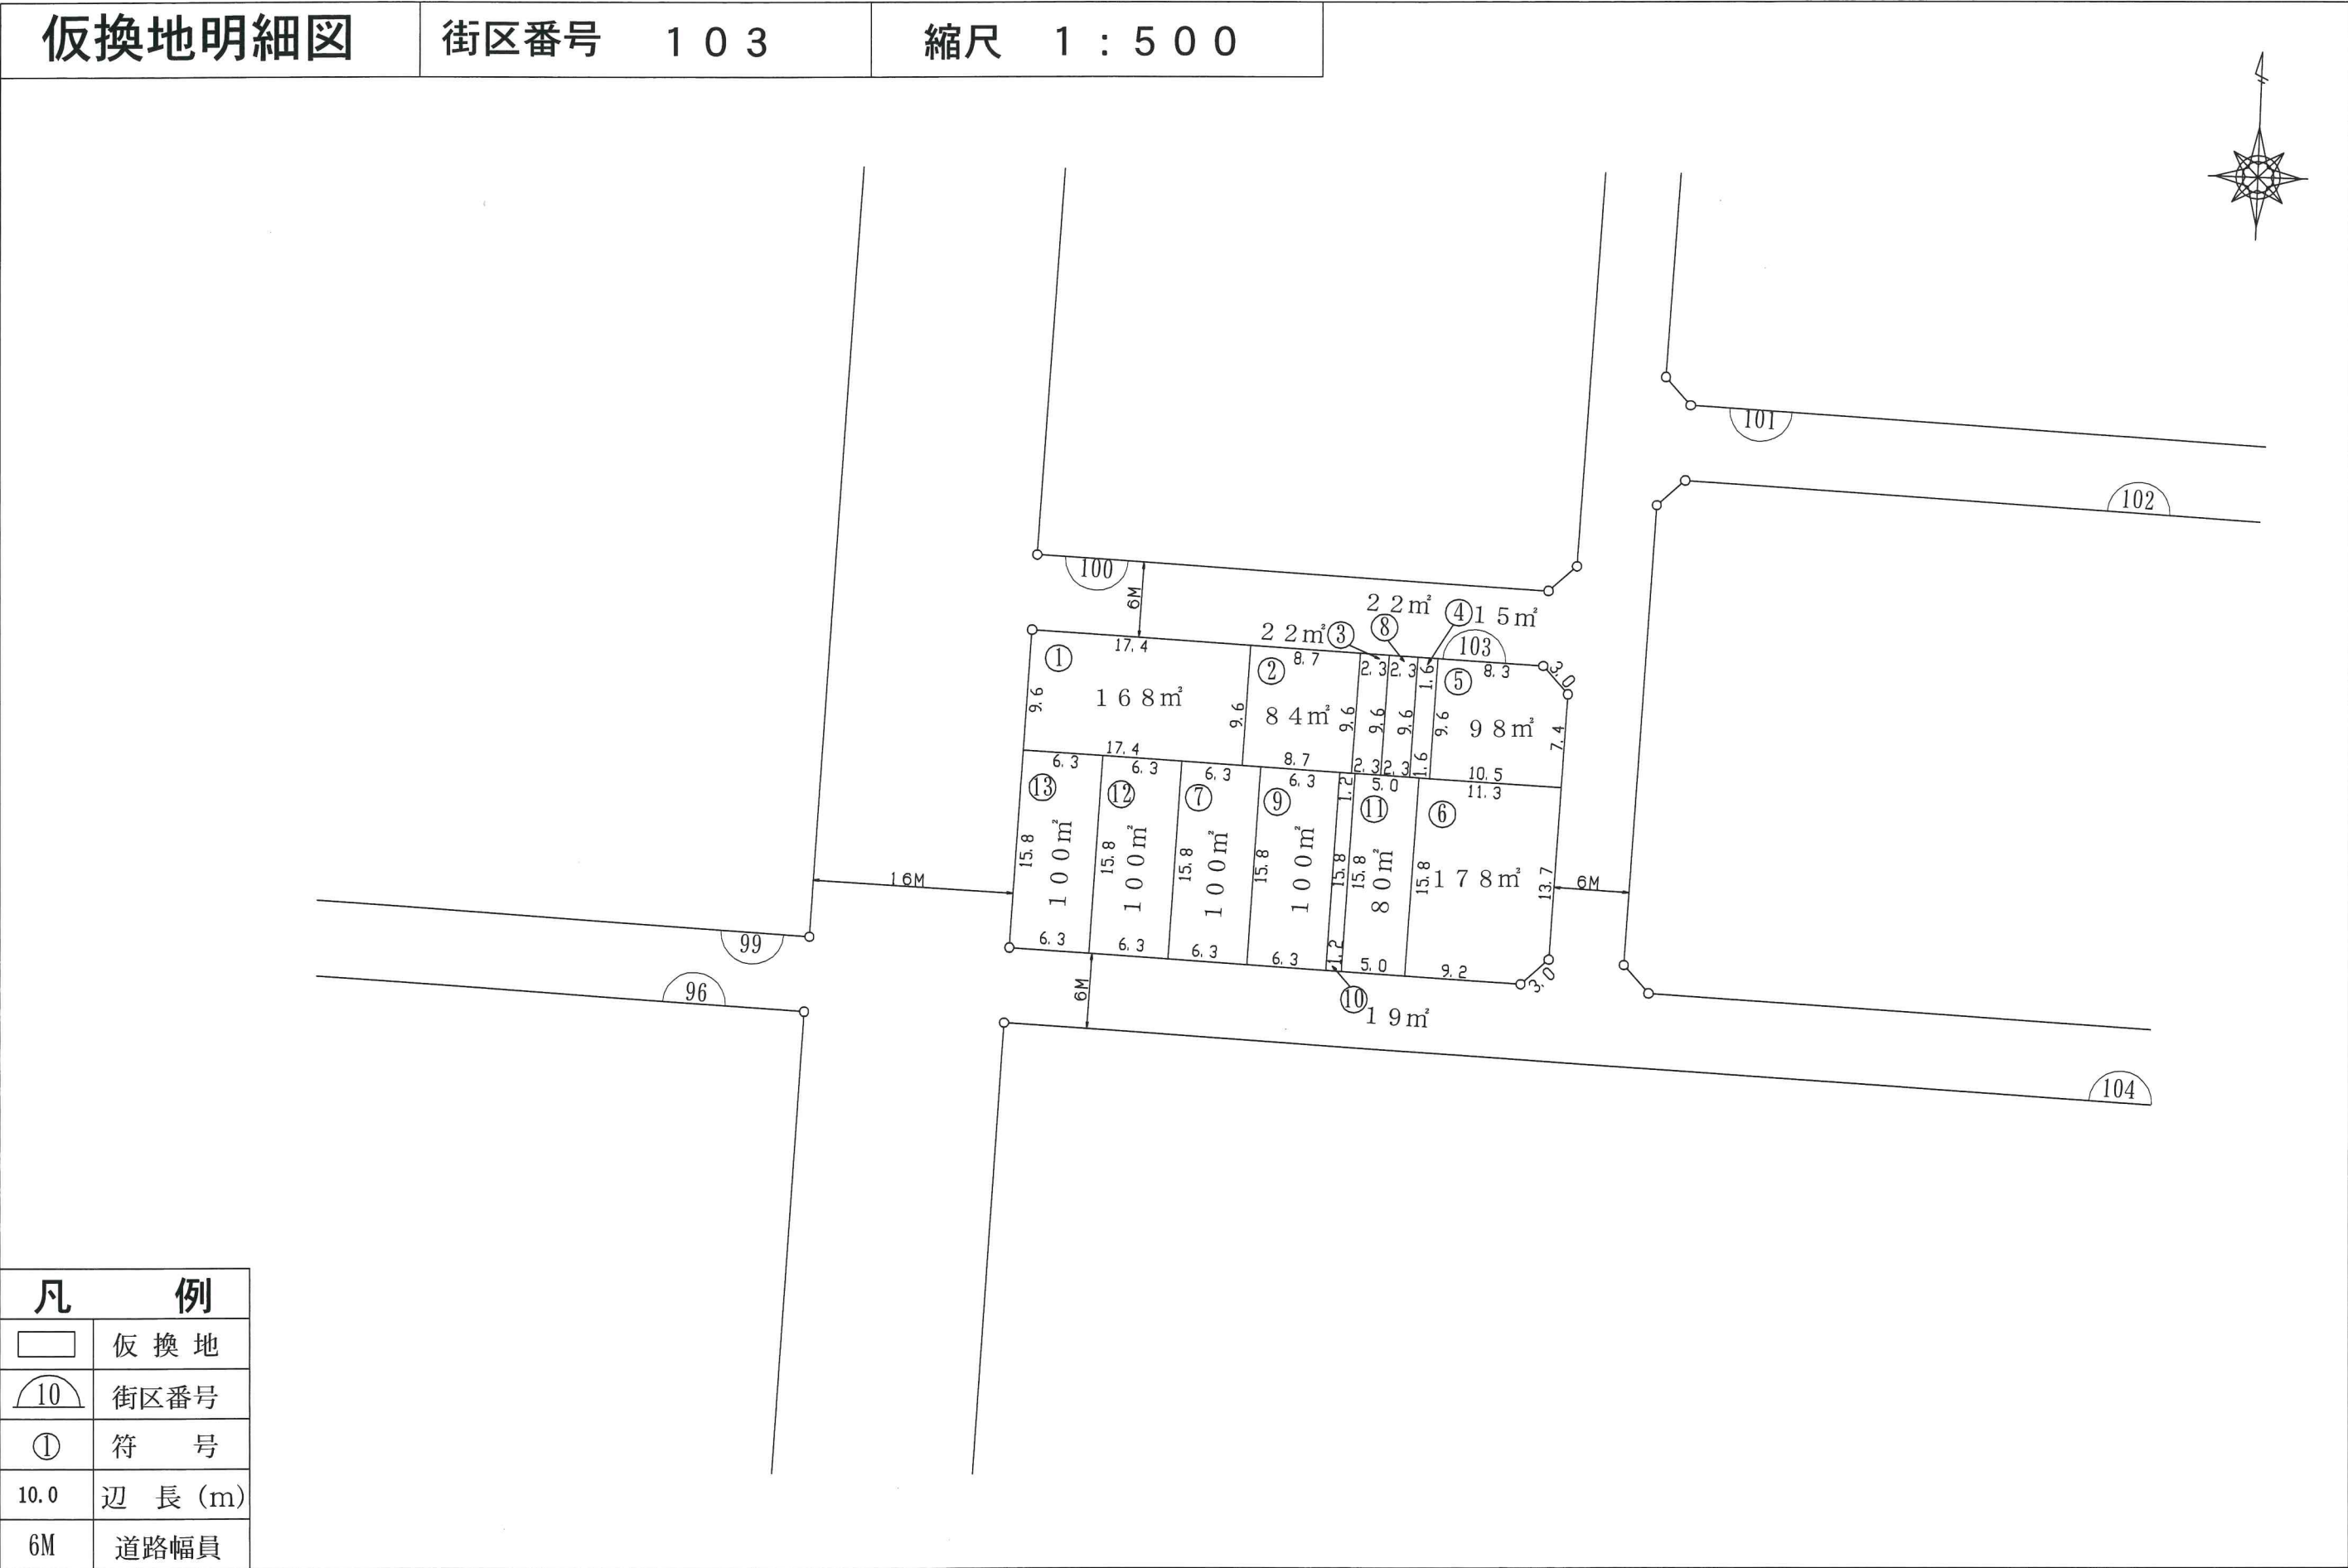 仮換地明細図 街区番号 １０３ 縮尺 １：５００
101
102
100
6M
22㎡ ③ 22㎡ ⑧ ④ 15㎡
103
① 17.4 ② 8.7 2.3 2.3 1.6 ⑤ 8.3 3.0
9.6 168㎡ 9.6 84㎡ 9.6 9.6 9.6 9.6 98㎡ 7.4
17.4 8.7 2.3 2.3 1.6 10.5
6.3 6.3 6.3 6.3 1.2 5.0 11.3
⑬ ⑫ ⑦ ⑨ ⑪ ⑥
15.8 100㎡ 15.8 100㎡ 15.8 100㎡ 15.8 100㎡ 15.8 15.8 80㎡ 15.8 178㎡ 13.7
16M 6M
6.3 6.3 6.3 6.3 1.2 5.0 9.2 3.0
99
96
6M
⑩ 19㎡
104
凡 例
仮換地
10 街区番号
① 符 号
10.0 辺 長 (m)
6M 道路幅員